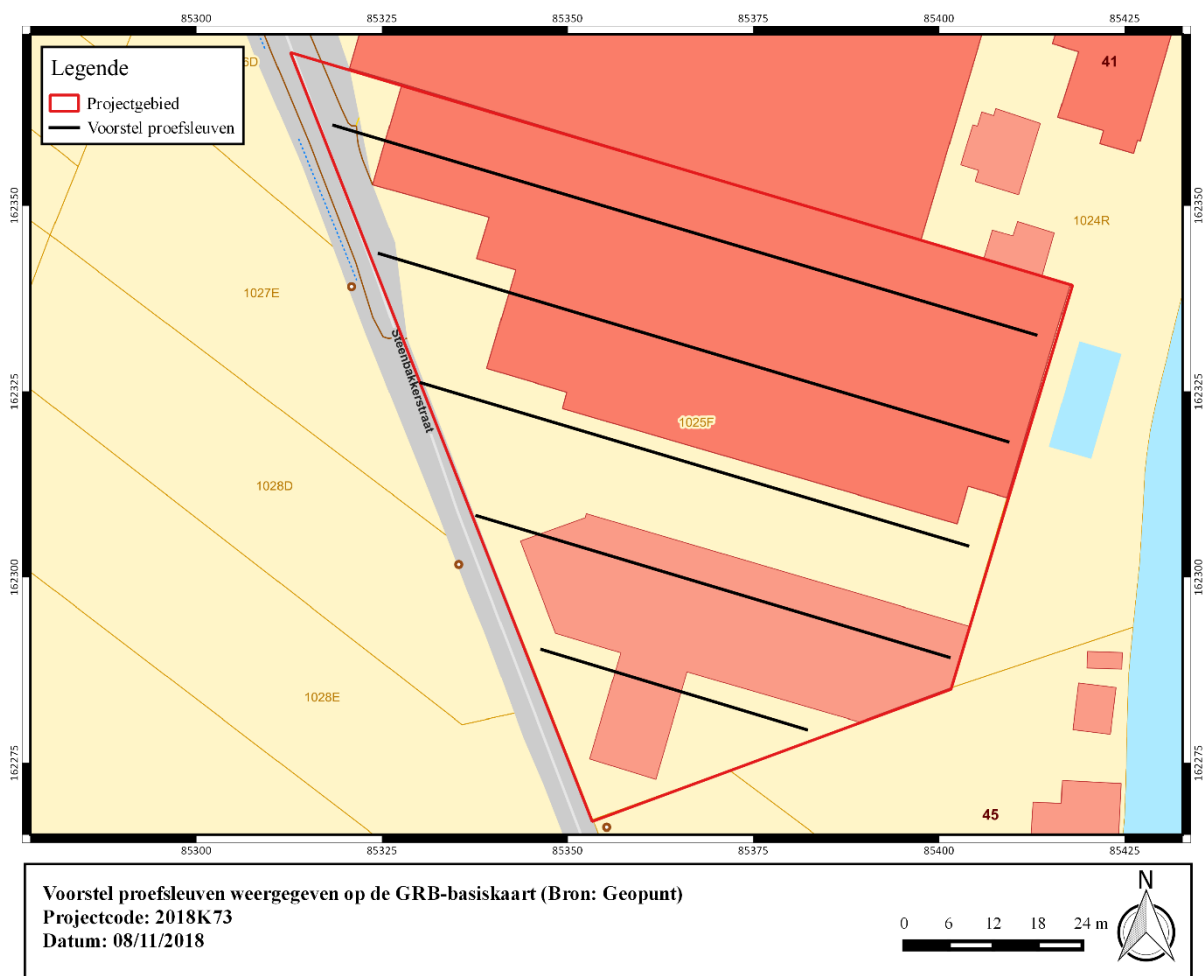 85300 85325 85350 85375 85400 85425
Legende
Projectgebied
Voorstel proefsleuven
6D
41
162350
162350
1024R
1027E
Steenbakkerstraat
162325
162325
1025F
1028D
162300
162300
1028E
162275
162275
45
85300 85325 85350 85375 85400 85425
Voorstel proefsleuven weergegeven op de GRB-basiskaart (Bron: Geopunt)
Projectcode: 2018K73
Datum: 08/11/2018
0 6 12 18 24 m
N